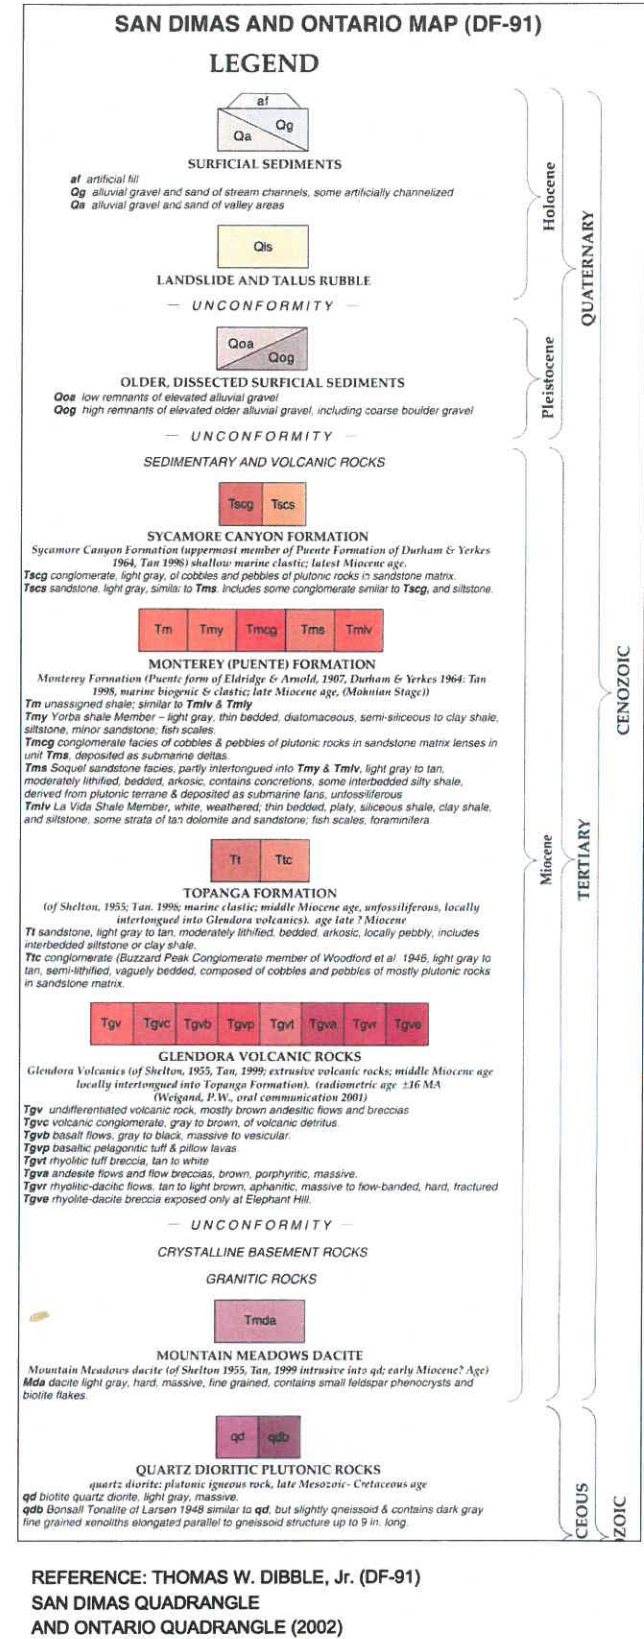 SAN DIMAS AND ONTARIO MAP (DF-91)
LEGEND
af
Qa
Qg
SURFICIAL SEDIMENTS
af artificial fill
Qg alluvial gravel and sand of stream channels, some artificially channelized
Qa alluvial gravel and sand of valley areas
Qls
LANDSLIDE AND TALUS RUBBLE
— UNCONFORMITY —
Qoa
Qog
OLDER, DISSECTED SURFICIAL SEDIMENTS
Qoa low remnants of elevated alluvial gravel
Qog high remnants of elevated older alluvial gravel, including coarse boulder gravel
— UNCONFORMITY —
SEDIMENTARY AND VOLCANIC ROCKS
Tscg Tscs
SYCAMORE CANYON FORMATION
Sycamore Canyon Formation (uppermost member of Puente Formation of Durham & Yerkes
1964, Tan 1998) shallow marine clastic; latest Miocene age.
Tscg conglomerate, light gray, of cobbles and pebbles of plutonic rocks in sandstone matrix.
Tscs sandstone, light gray, similar to Tms. Includes some conglomerate similar to Tscg, and siltstone.
Tm Tmy Tmcg Tms Tmlv
MONTEREY (PUENTE) FORMATION
Monterey Formation (Puente form of Eldridge & Arnold, 1907, Durham & Yerkes 1964: Tan
1998, marine biogenic & clastic; late Miocene age, (Mohnian Stage))
Tm unassigned shale; similar to Tmlv & Tmly
Tmy Yorba shale Member – light gray, thin bedded, diatomaceous, semi-siliceous to clay shale,
siltstone, minor sandstone; fish scales.
Tmcg conglomerate facies of cobbles & pebbles of plutonic rocks in sandstone matrix lenses in
unit Tms, deposited as submarine deltas.
Tms Soquel sandstone facies, partly intertongued into Tmy & Tmlv, light gray to tan,
moderately lithified, bedded, arkosic, contains concretions, some interbedded silty shale,
derived from plutonic terrane & deposited as submarine fans, unfossiliferous
Tmlv La Vida Shale Member, white, weathered; thin bedded, platy, siliceous shale, clay shale,
and siltstone, some strata of tan dolomite and sandstone; fish scales, foraminifera
Tt Ttc
TOPANGA FORMATION
(of Shelton, 1955; Tan. 1998; marine clastic; middle Miocene age, unfossiliferous, locally
intertongued into Glendora volcanics). age late ? Miocene
Tt sandstone, light gray to tan, moderately lithified, bedded, arkosic, locally pebbly, includes
interbedded siltstone or clay shale.
Ttc conglomerate (Buzzard Peak Conglomerate member of Woodford et al 1946, light gray to
tan, semi-lithified, vaguely bedded, composed of cobbles and pebbles of mostly plutonic rocks
in sandstone matrix.
Tgv Tgvc Tgvb Tgvp Tgvt Tgva Tgvr Tgve
GLENDORA VOLCANIC ROCKS
Glendora Volcanics (of Shelton, 1955, Tan, 1999; extrusive volcanic rocks; middle Miocene age
locally intertongued into Topanga Formation). (radiometric age ±16 MA
(Weigand, P.W., oral communication 2001)
Tgv undifferentiated volcanic rock, mostly brown andesitic flows and breccias
Tgvc volcanic conglomerate, gray to brown, of volcanic detritus.
Tgvb basalt flows, gray to black, massive to vesicular.
Tgvp basaltic pelagonitic tuff & pillow lavas
Tgvt rhyolitic tuff breccia, tan to white
Tgva andesite flows and flow breccias, brown, porphyritic, massive.
Tgvr rhyolitic-dacitic flows, tan to light brown, aphanitic, massive to flow-banded, hard, fractured
Tgve rhyolite-dacite breccia exposed only at Elephant Hill.
— UNCONFORMITY —
CRYSTALLINE BASEMENT ROCKS
GRANITIC ROCKS
Tmda
MOUNTAIN MEADOWS DACITE
Mountain Meadows dacite (of Shelton 1955, Tan, 1999 intrusive into qd; early Miocene? Age)
Mda dacite light gray, hard, massive, fine grained, contains small feldspar phenocrysts and
biotite flakes.
qd qdb
QUARTZ DIORITIC PLUTONIC ROCKS
quartz diorite: plutonic igneous rock, late Mesozoic- Cretaceous age
qd biotite quartz diorite, light gray, massive.
qdb Bonsall Tonalite of Larsen 1948 similar to qd, but slightly gneissoid & contains dark gray
fine grained xenoliths elongated parallel to gneissoid structure up to 9 in. long.
Holocene
Pleistocene
QUATERNARY
Miocene
TERTIARY
CENOZOIC
CEOUS
OZOIC
REFERENCE: THOMAS W. DIBBLE, Jr. (DF-91)
SAN DIMAS QUADRANGLE
AND ONTARIO QUADRANGLE (2002)